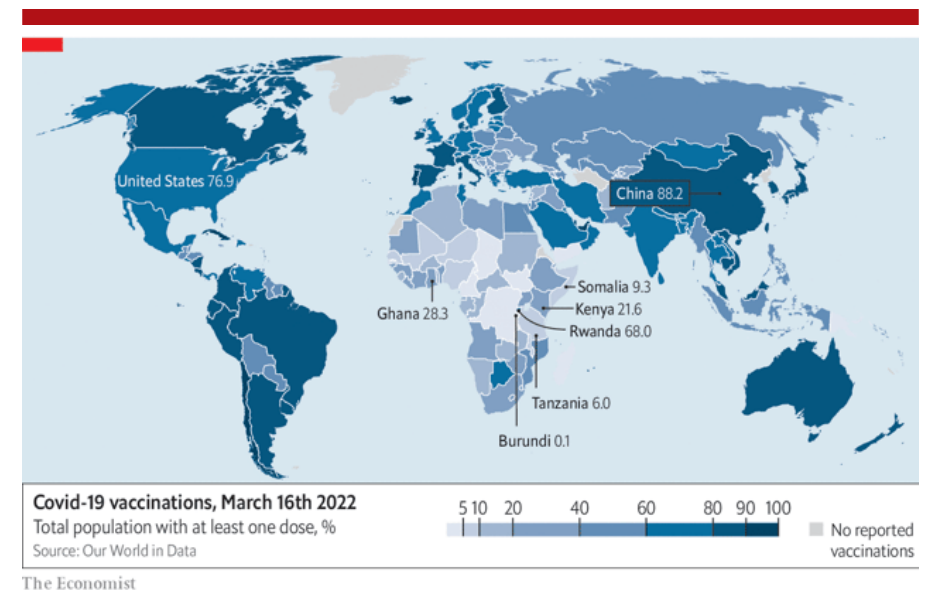 United States 76.9
China 88.2
Somalia 9.3
Ghana 28.3
Kenya 21.6
Rwanda 68.0
Tanzania 6.0
Burundi 0.1
Covid-19 vaccinations, March 16th 2022
Total population with at least one dose, %
Source: Our World in Data
5 10 20 40 60 80 90 100
No reported
vaccinations
The Economist